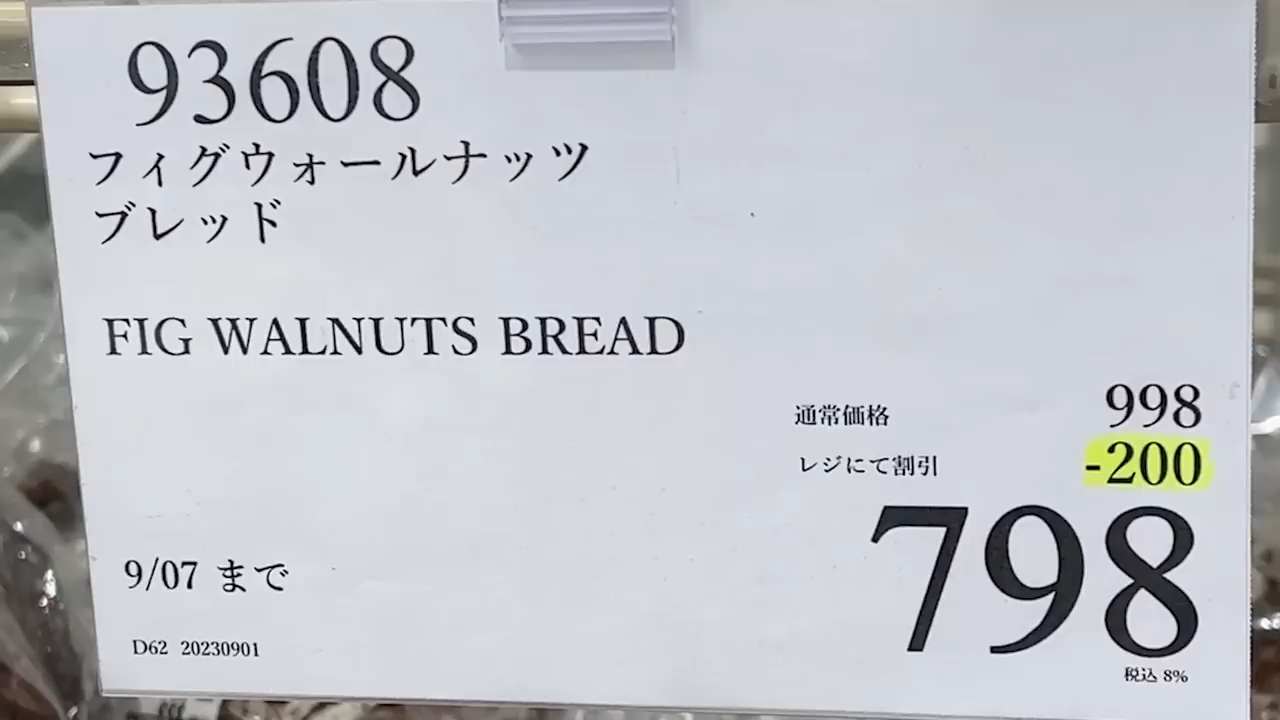 93608
フィグウォールナッツ
ブレッド
FIG WALNUTS BREAD
通常価格 998
レジにて割引 -200
798
税込 8%
9/07 まで
D62 20230901